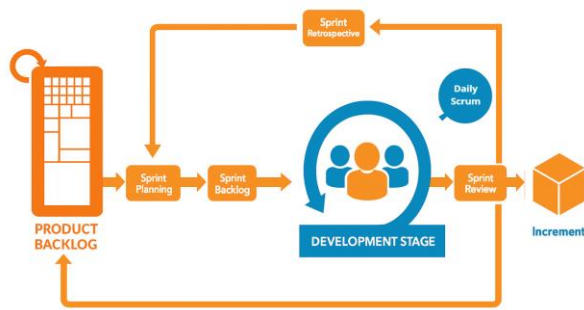 Sprint
Retrospective
Daily
Scrum
Sprint
Planning
Sprint
Backlog
Sprint
Review
PRODUCT
BACKLOG
DEVELOPMENT STAGE
Increment